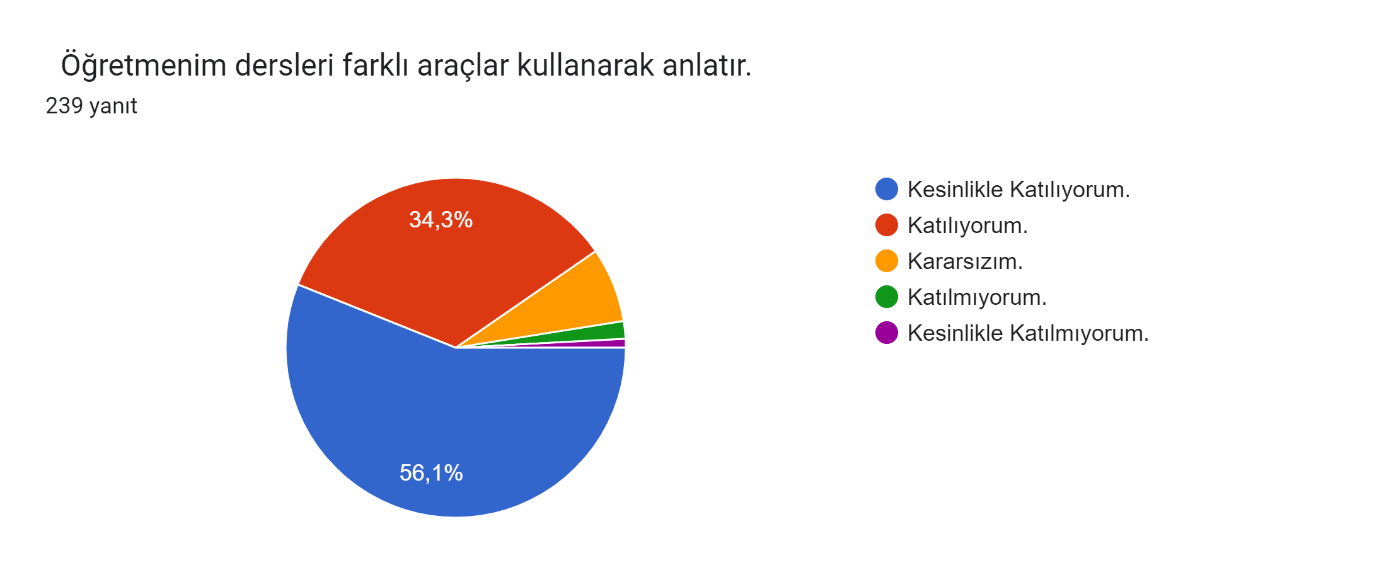 Öğretmenim dersleri farklı araçlar kullanarak anlatır.
239 yanıt
Kesinlikle Katılıyorum.
Katılıyorum.
Kararsızım.
Katılmıyorum.
Kesinlikle Katılmıyorum.
34,3%
56,1%